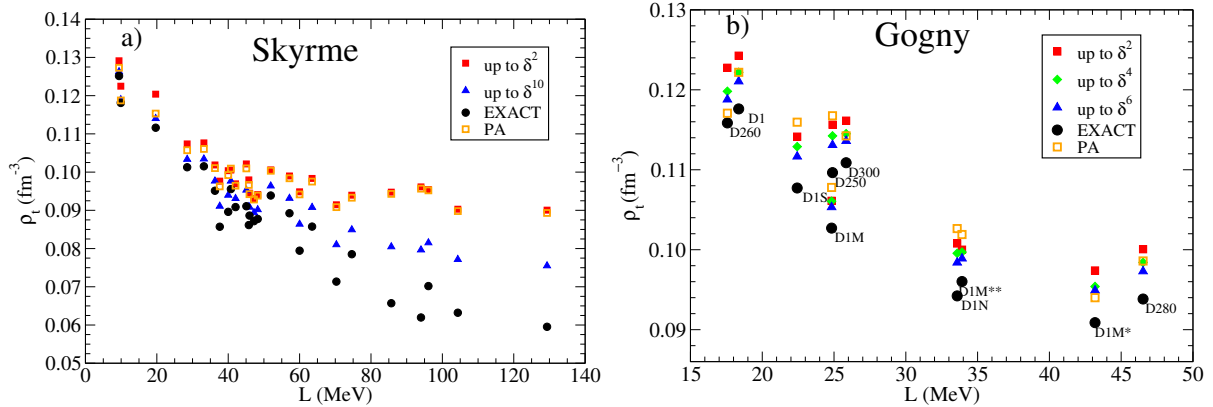 a)
Skyrme
up to δ²
up to δ¹⁰
EXACT
PA
0.14
0.13
0.12
0.11
0.10
0.09
0.08
0.07
0.06
0.05
ρt (fm⁻³)
0 20 40 60 80 100 120 140
L (MeV)
b)
Gogny
up to δ²
up to δ⁴
up to δ⁶
EXACT
PA
0.13
0.12
0.11
0.10
0.09
ρt (fm⁻³)
D1
D260
D300
D250
D1S
D1M
D1M**
D1N
D280
D1M*
15 20 25 30 35 40 45 50
L (MeV)